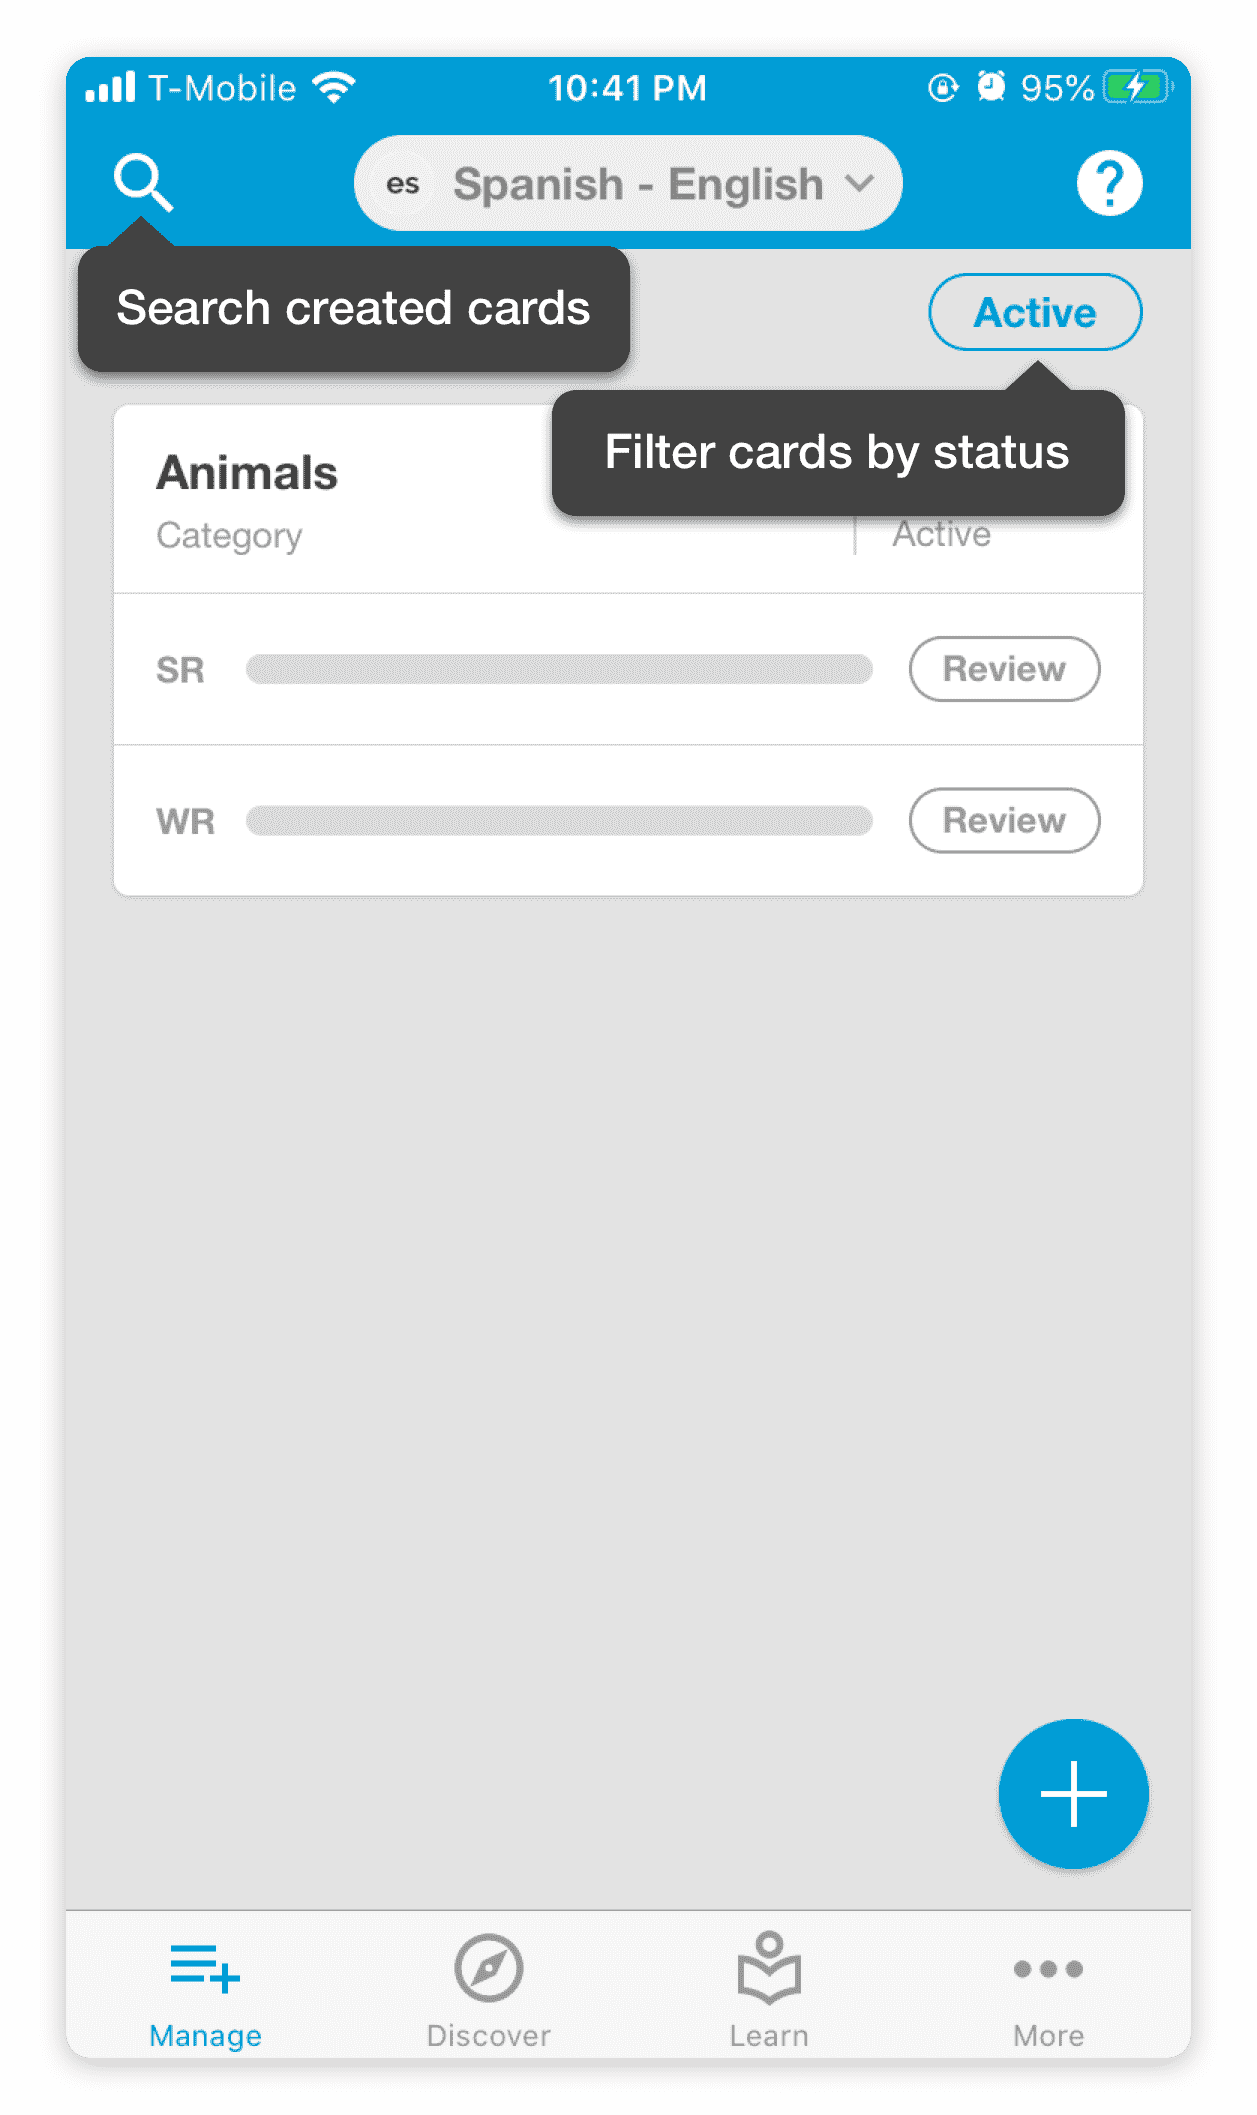 T-Mobile 10:41 PM 95%
es Spanish - English ?
Search created cards
Active
Filter cards by status
Animals
Category Active
SR Review
WR Review
Manage Discover Learn More